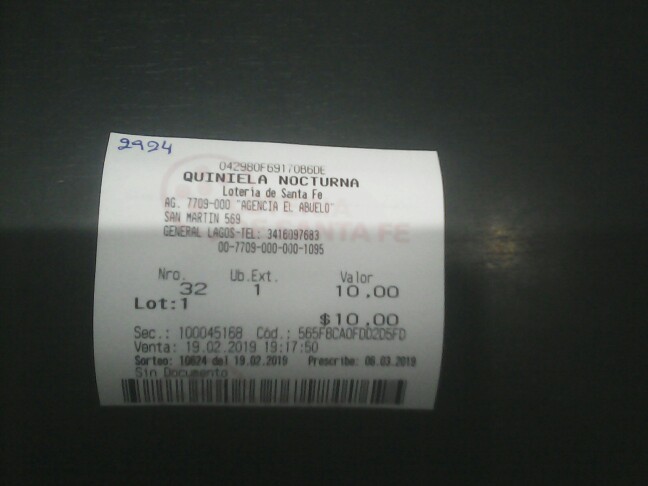 2924
042980F69170B6DE
QUINIELA NOCTURNA
Lotería de Santa Fe
AG. 7709-000 "AGENCIA EL ABUELO"
SAN MARTIN 569
GENERAL LAGOS-TEL: 3416097683
00-7709-000-000-1095
Nro. Ub.Ext. Valor
32 1 10.00
Lot:1
$10.00
Sec.: 100045168 Cód.: 565F8CA0FDD2D5FD
Venta: 19.02.2019 19:17:50
Sorteo: 10624 del 19.02.2019 Prescribe: 06.03.2019
Sin Documento